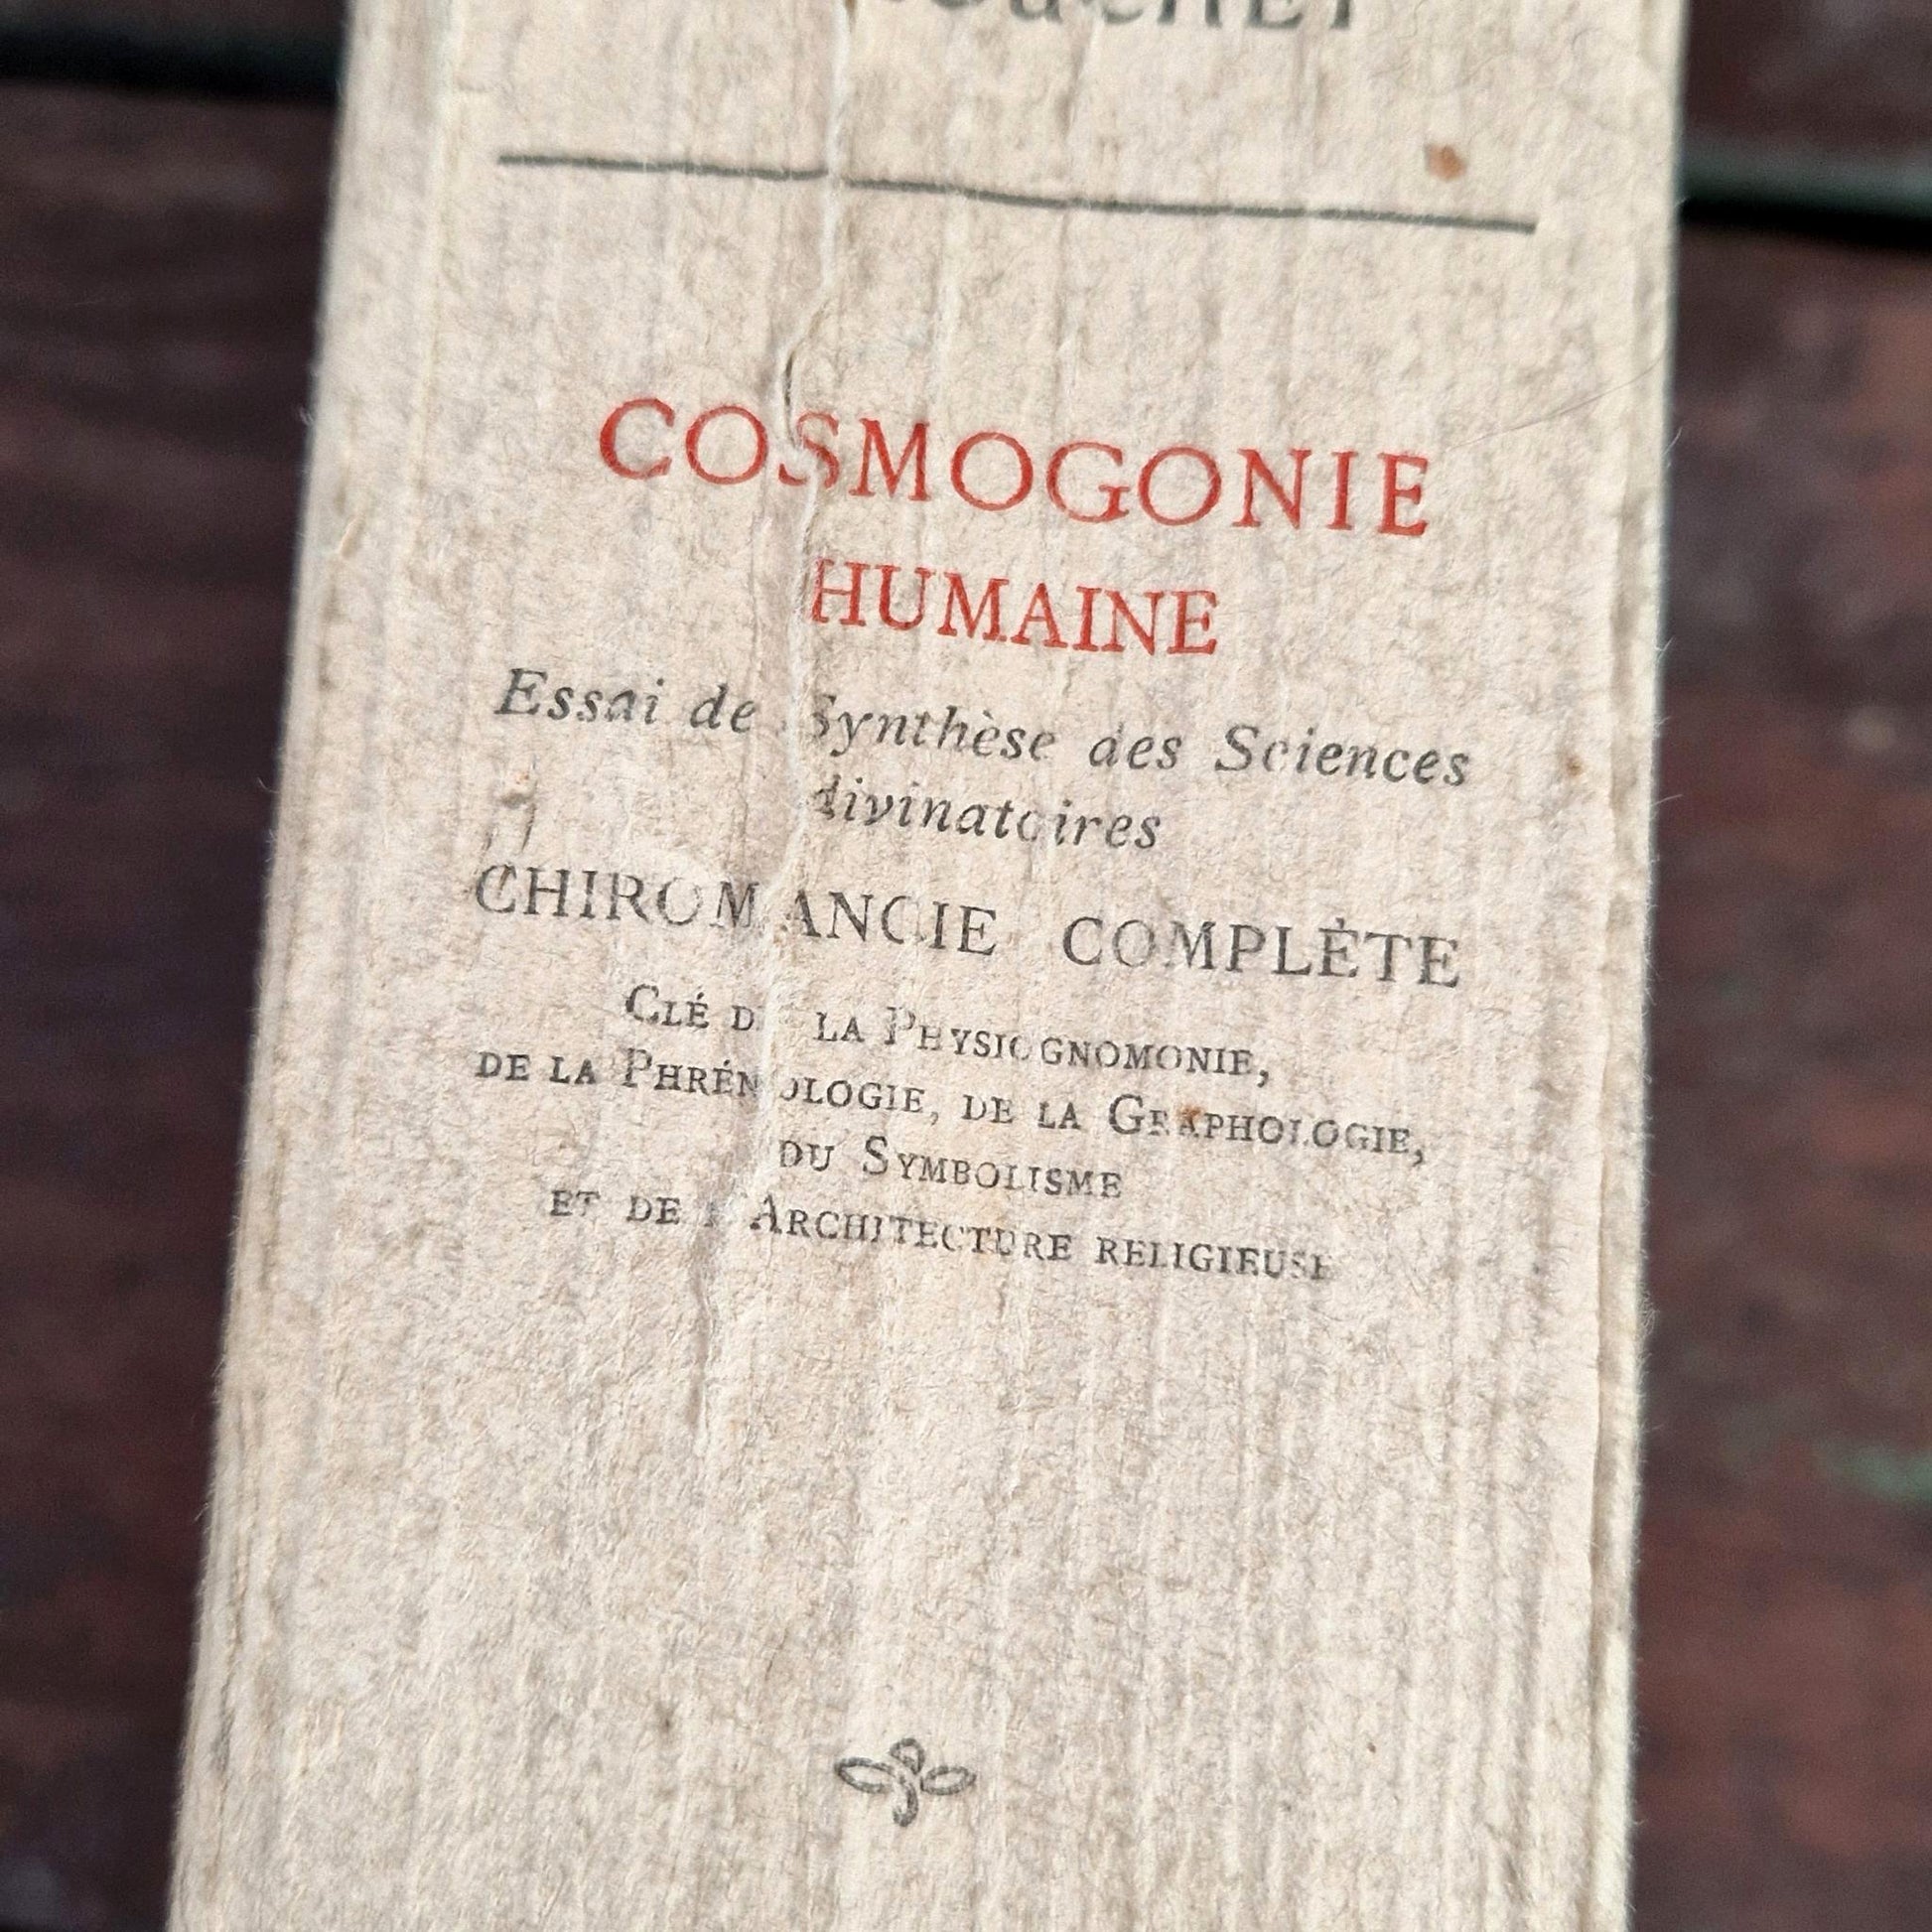 COSMOGONIE
HUMAINE
Essai de Synthèse des Sciences
divinatoires
CHIROMANCIE COMPLÈTE
CLÉ DE LA PHYSIOGNOMONIE,
DE LA PHRÉNOLOGIE, DE LA GRAPHOLOGIE,
DU SYMBOLISME
ET DE L'ARCHITECTURE RELIGIEUSE